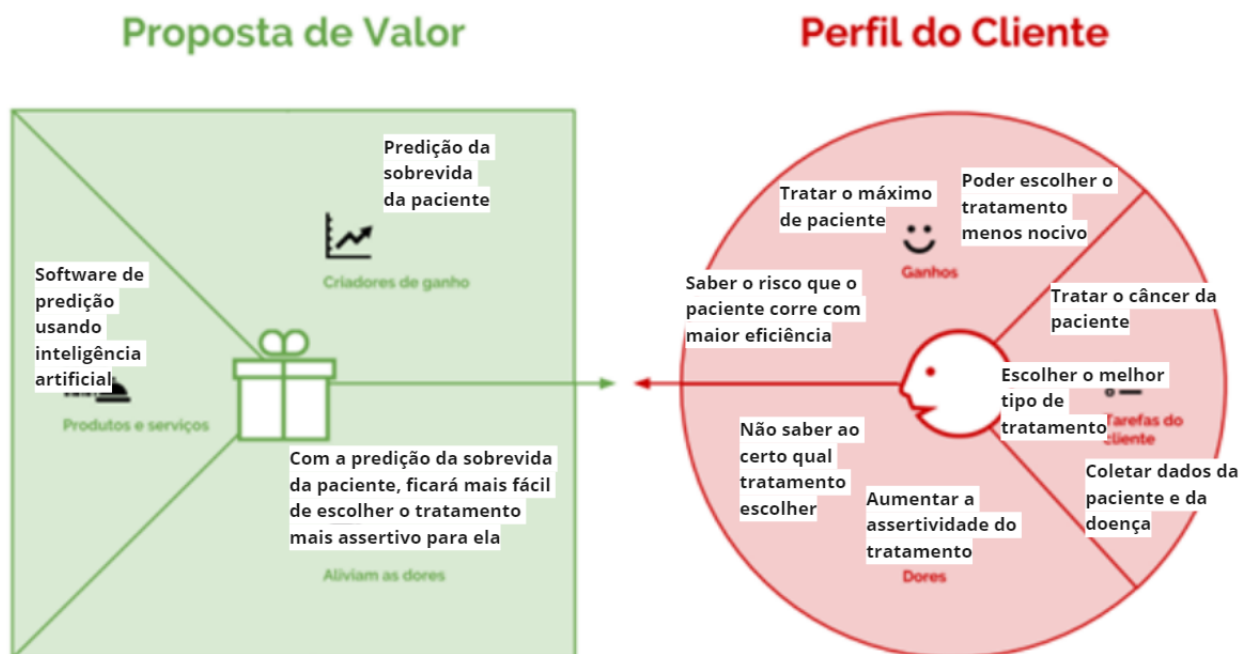 Proposta de Valor
Predição da
sobrevida
da paciente
Criadores de ganho
Software de
predição
usando
inteligência
artificial
Produtos e serviços
Com a predição da sobrevida
da paciente, ficará mais fácil
de escolher o tratamento
mais assertivo para ela
Aliviam as dores
Perfil do Cliente
Tratar o máximo
de paciente
Poder escolher o
tratamento
menos nocivo
Ganhos
Saber o risco que o
paciente corre com
maior eficiência
Tratar o câncer da
paciente
Escolher o melhor
tipo de
tratamento
Tarefas do
cliente
Coletar dados da
paciente e da
doença
Não saber ao
certo qual
tratamento
escolher
Aumentar a
assertividade do
tratamento
Dores